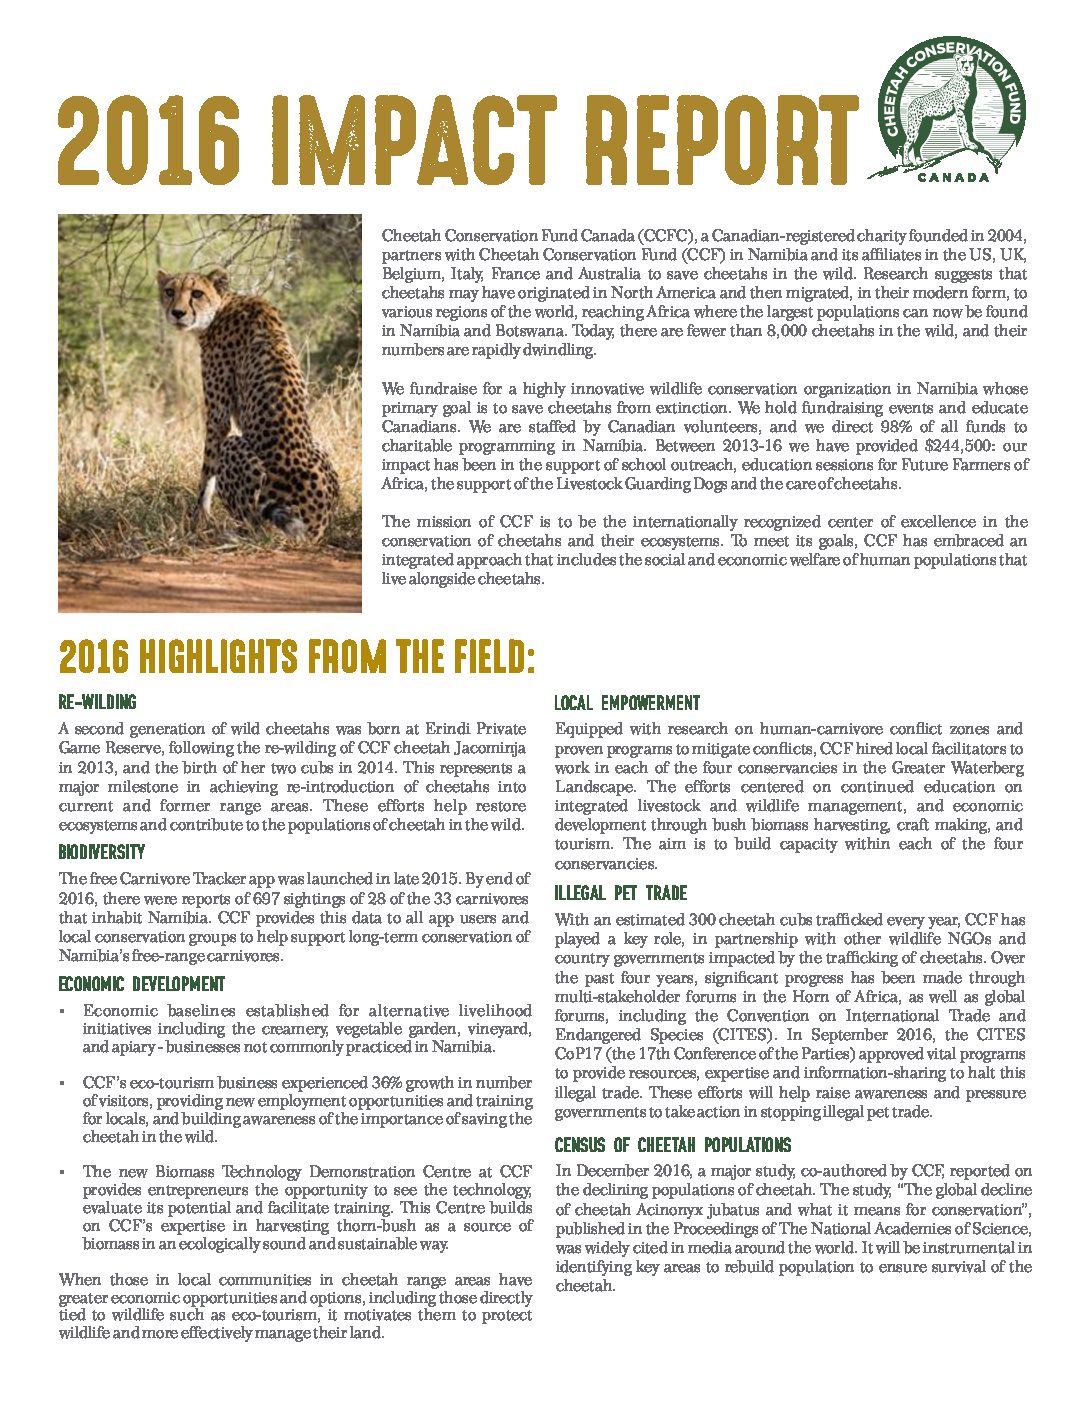 2016 IMPACT REPORT
CHEETAH CONSERVATION FUND
CANADA
Cheetah Conservation Fund Canada (CCFC), a Canadian-registered charity founded in 2004,
partners with Cheetah Conservation Fund (CCF) in Namibia and its affiliates in the US, UK,
Belgium, Italy, France and Australia to save cheetahs in the wild. Research suggests that
cheetahs may have originated in North America and then migrated, in their modern form, to
various regions of the world, reaching Africa where the largest populations can now be found
in Namibia and Botswana. Today, there are fewer than 8,000 cheetahs in the wild, and their
numbers are rapidly dwindling.
We fundraise for a highly innovative wildlife conservation organization in Namibia whose
primary goal is to save cheetahs from extinction. We hold fundraising events and educate
Canadians. We are staffed by Canadian volunteers, and we direct 98% of all funds to
charitable programming in Namibia. Between 2013-16 we have provided $244,500: our
impact has been in the support of school outreach, education sessions for Future Farmers of
Africa, the support of the Livestock Guarding Dogs and the care of cheetahs.
The mission of CCF is to be the internationally recognized center of excellence in the
conservation of cheetahs and their ecosystems. To meet its goals, CCF has embraced an
integrated approach that includes the social and economic welfare of human populations that
live alongside cheetahs.
2016 HIGHLIGHTS FROM THE FIELD:
RE-WILDING
A second generation of wild cheetahs was born at Erindi Private
Game Reserve, following the re-wilding of CCF cheetah Jacominja
in 2013, and the birth of her two cubs in 2014. This represents a
major milestone in achieving re-introduction of cheetahs into
current and former range areas. These efforts help restore
ecosystems and contribute to the populations of cheetah in the wild.
BIODIVERSITY
The free Carnivore Tracker app was launched in late 2015. By end of
2016, there were reports of 697 sightings of 28 of the 33 carnivores
that inhabit Namibia. CCF provides this data to all app users and
local conservation groups to help support long-term conservation of
Namibia's free-range carnivores.
ECONOMIC DEVELOPMENT
• Economic baselines established for alternative livelihood
initiatives including the creamery, vegetable garden, vineyard,
and apiary - businesses not commonly practiced in Namibia.
• CCF's eco-tourism business experienced 36% growth in number
of visitors, providing new employment opportunities and training
for locals, and building awareness of the importance of saving the
cheetah in the wild.
• The new Biomass Technology Demonstration Centre at CCF
provides entrepreneurs the opportunity to see the technology,
evaluate its potential and facilitate training. This Centre builds
on CCF's expertise in harvesting thorn-bush as a source of
biomass in an ecologically sound and sustainable way.
When those in local communities in cheetah range areas have
greater economic opportunities and options, including those directly
tied to wildlife such as eco-tourism, it motivates them to protect
wildlife and more effectively manage their land.
LOCAL EMPOWERMENT
Equipped with research on human-carnivore conflict zones and
proven programs to mitigate conflicts, CCF hired local facilitators to
work in each of the four conservancies in the Greater Waterberg
Landscape. The efforts centered on continued education on
integrated livestock and wildlife management, and economic
development through bush biomass harvesting, craft making, and
tourism. The aim is to build capacity within each of the four
conservancies.
ILLEGAL PET TRADE
With an estimated 300 cheetah cubs trafficked every year, CCF has
played a key role, in partnership with other wildlife NGOs and
country governments impacted by the trafficking of cheetahs. Over
the past four years, significant progress has been made through
multi-stakeholder forums in the Horn of Africa, as well as global
forums, including the Convention on International Trade and
Endangered Species (CITES). In September 2016, the CITES
CoP17 (the 17th Conference of the Parties) approved vital programs
to provide resources, expertise and information-sharing to halt this
illegal trade. These efforts will help raise awareness and pressure
governments to take action in stopping illegal pet trade.
CENSUS OF CHEETAH POPULATIONS
In December 2016, a major study, co-authored by CCF, reported on
the declining populations of cheetah. The study, "The global decline
of cheetah Acinonyx jubatus and what it means for conservation",
published in the Proceedings of The National Academies of Science,
was widely cited in media around the world. It will be instrumental in
identifying key areas to rebuild population to ensure survival of the
cheetah.